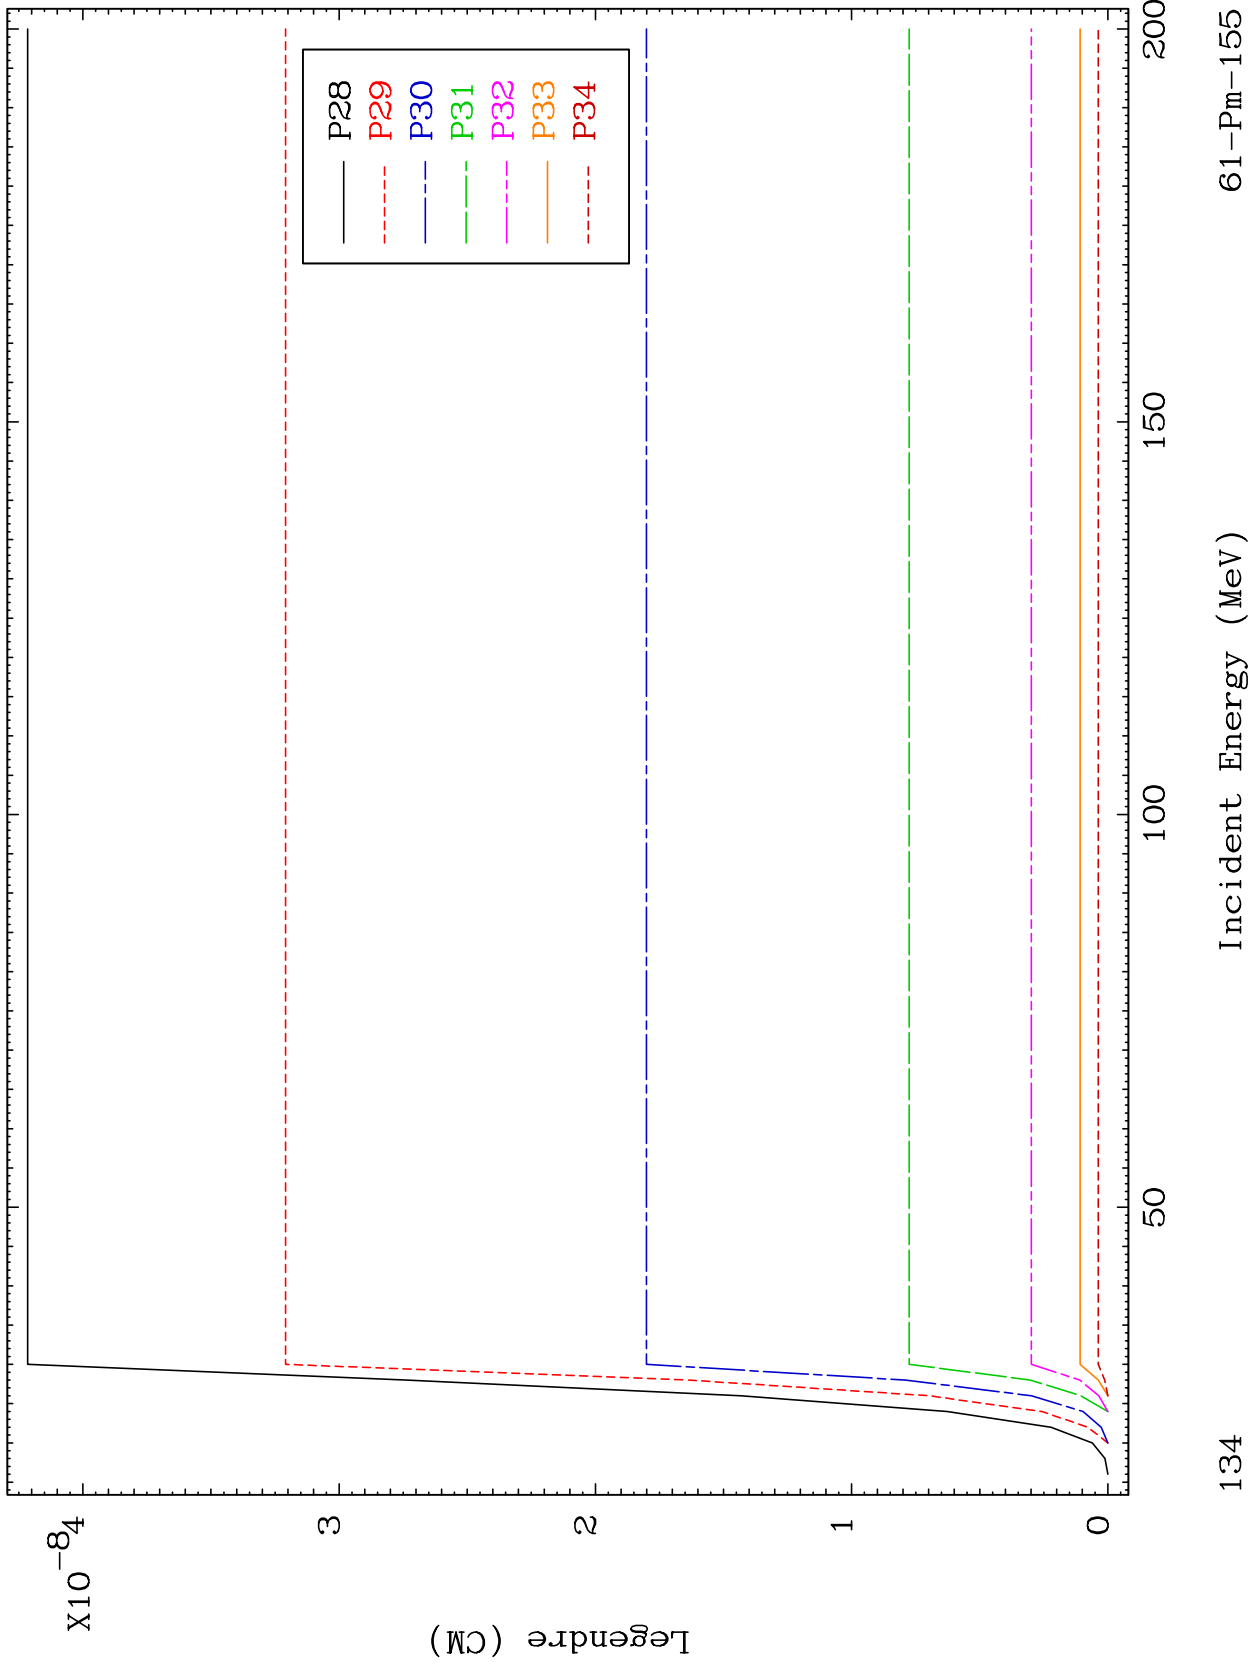 X10⁻⁸
4
3
2
1
0
Legendre (CM)
P28
P29
P30
P31
P32
P33
P34
50
100
150
200
Incident Energy (MeV)
134
61-Pm-155